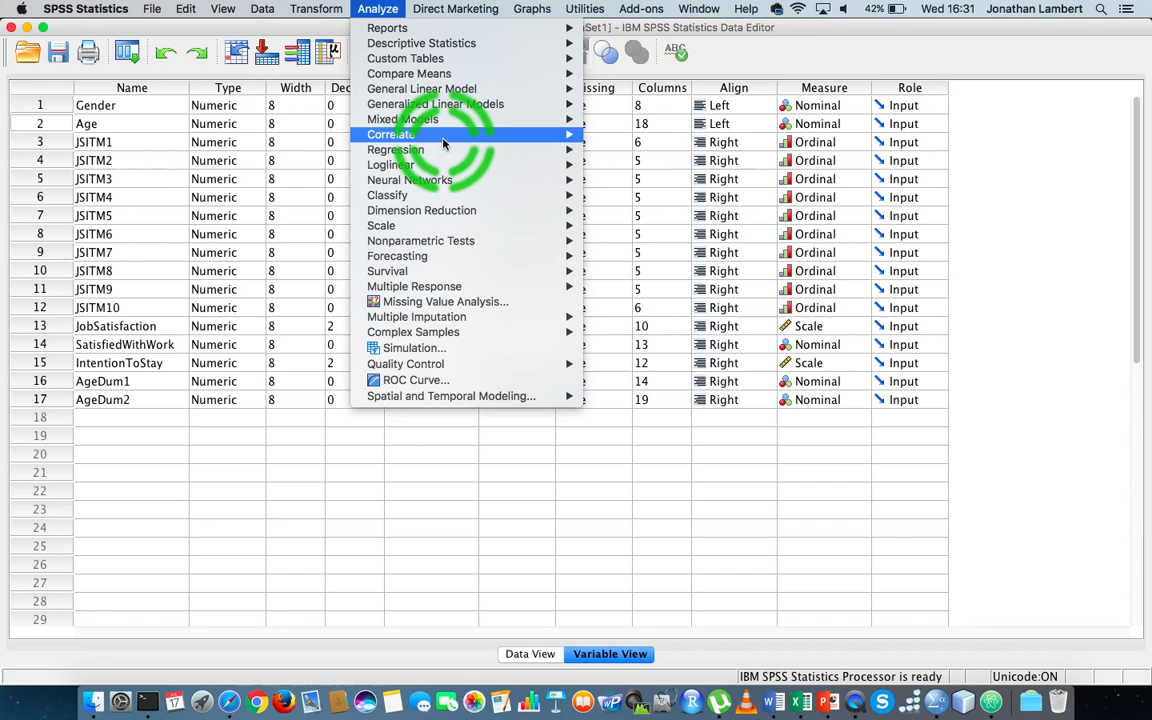 SPSS Statistics File Edit View Data Transform Analyze Direct Marketing Graphs Utilities Add-ons Window Help 42% Wed 16:31 Jonathan Lambert
Set1] - IBM SPSS Statistics Data Editor
Reports
Descriptive Statistics
Custom Tables
Compare Means
General Linear Model
Generalized Linear Models
Mixed Models
Correlate
Regression
Loglinear
Neural Networks
Classify
Dimension Reduction
Scale
Nonparametric Tests
Forecasting
Survival
Multiple Response
Missing Value Analysis...
Multiple Imputation
Complex Samples
Simulation...
Quality Control
ROC Curve...
Spatial and Temporal Modeling...
Name Type Width Dec issing Columns Align Measure Role
1 Gender Numeric 8 0 e 8 Left Nominal Input
2 Age Numeric 8 0 e 18 Left Nominal Input
3 JSITM1 Numeric 8 0 e 6 Right Ordinal Input
4 JSITM2 Numeric 8 0 e 5 Right Ordinal Input
5 JSITM3 Numeric 8 0 e 5 Right Ordinal Input
6 JSITM4 Numeric 8 0 e 5 Right Ordinal Input
7 JSITM5 Numeric 8 0 e 5 Right Ordinal Input
8 JSITM6 Numeric 8 0 e 5 Right Ordinal Input
9 JSITM7 Numeric 8 0 e 5 Right Ordinal Input
10 JSITM8 Numeric 8 0 e 5 Right Ordinal Input
11 JSITM9 Numeric 8 0 e 5 Right Ordinal Input
12 JSITM10 Numeric 8 0 e 6 Right Ordinal Input
13 JobSatisfaction Numeric 8 2 e 10 Right Scale Input
14 SatisfiedWithWork Numeric 8 0 e 13 Right Nominal Input
15 IntentionToStay Numeric 8 2 e 12 Right Scale Input
16 AgeDum1 Numeric 8 0 e 14 Right Nominal Input
17 AgeDum2 Numeric 8 0 e 19 Right Nominal Input
18
19
20
21
22
23
24
25
26
27
28
29
Data View Variable View
IBM SPSS Statistics Processor is ready Unicode:ON